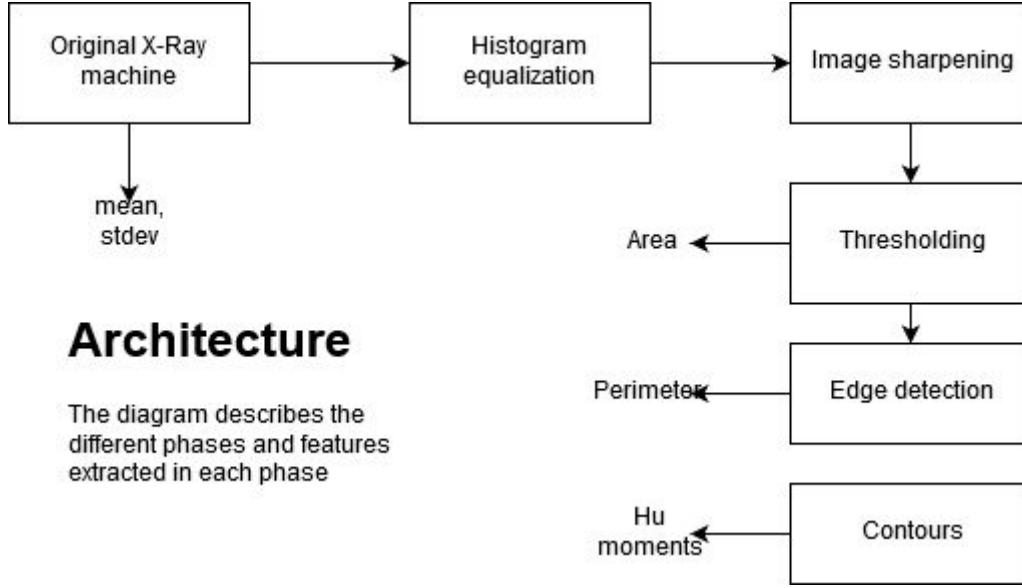 Original X-Ray
machine
Histogram
equalization
Image sharpening
mean,
stdev
Area
Thresholding
Architecture
The diagram describes the
different phases and features
extracted in each phase
Perimeter
Edge detection
Hu
moments
Contours